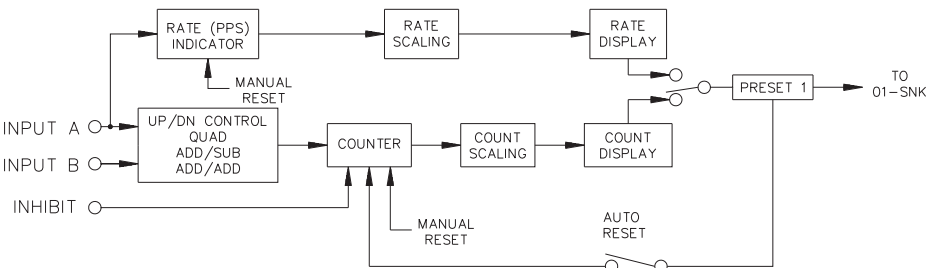 RATE (PPS)
INDICATOR
RATE
SCALING
RATE
DISPLAY
MANUAL
RESET
PRESET 1
TO
01-SNK
INPUT A
INPUT B
INHIBIT
UP/DN CONTROL
QUAD
ADD/SUB
ADD/ADD
COUNTER
COUNT
SCALING
COUNT
DISPLAY
MANUAL
RESET
AUTO
RESET